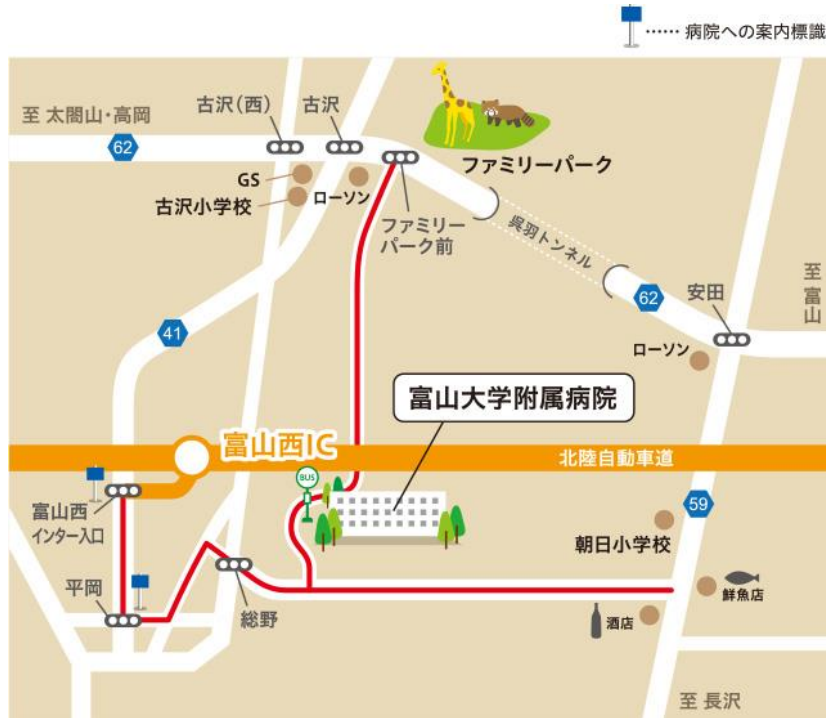 …… 病院への案内標識
至 太閤山・高岡
62
古沢(西)
古沢
GS
古沢小学校
ローソン
ファミリー
パーク前
ファミリーパーク
呉羽トンネル
62
安田
至 富山
ローソン
41
富山大学附属病院
富山西IC
北陸自動車道
BUS
富山西
インター入口
59
朝日小学校
平岡
総野
鮮魚店
酒店
至 長沢